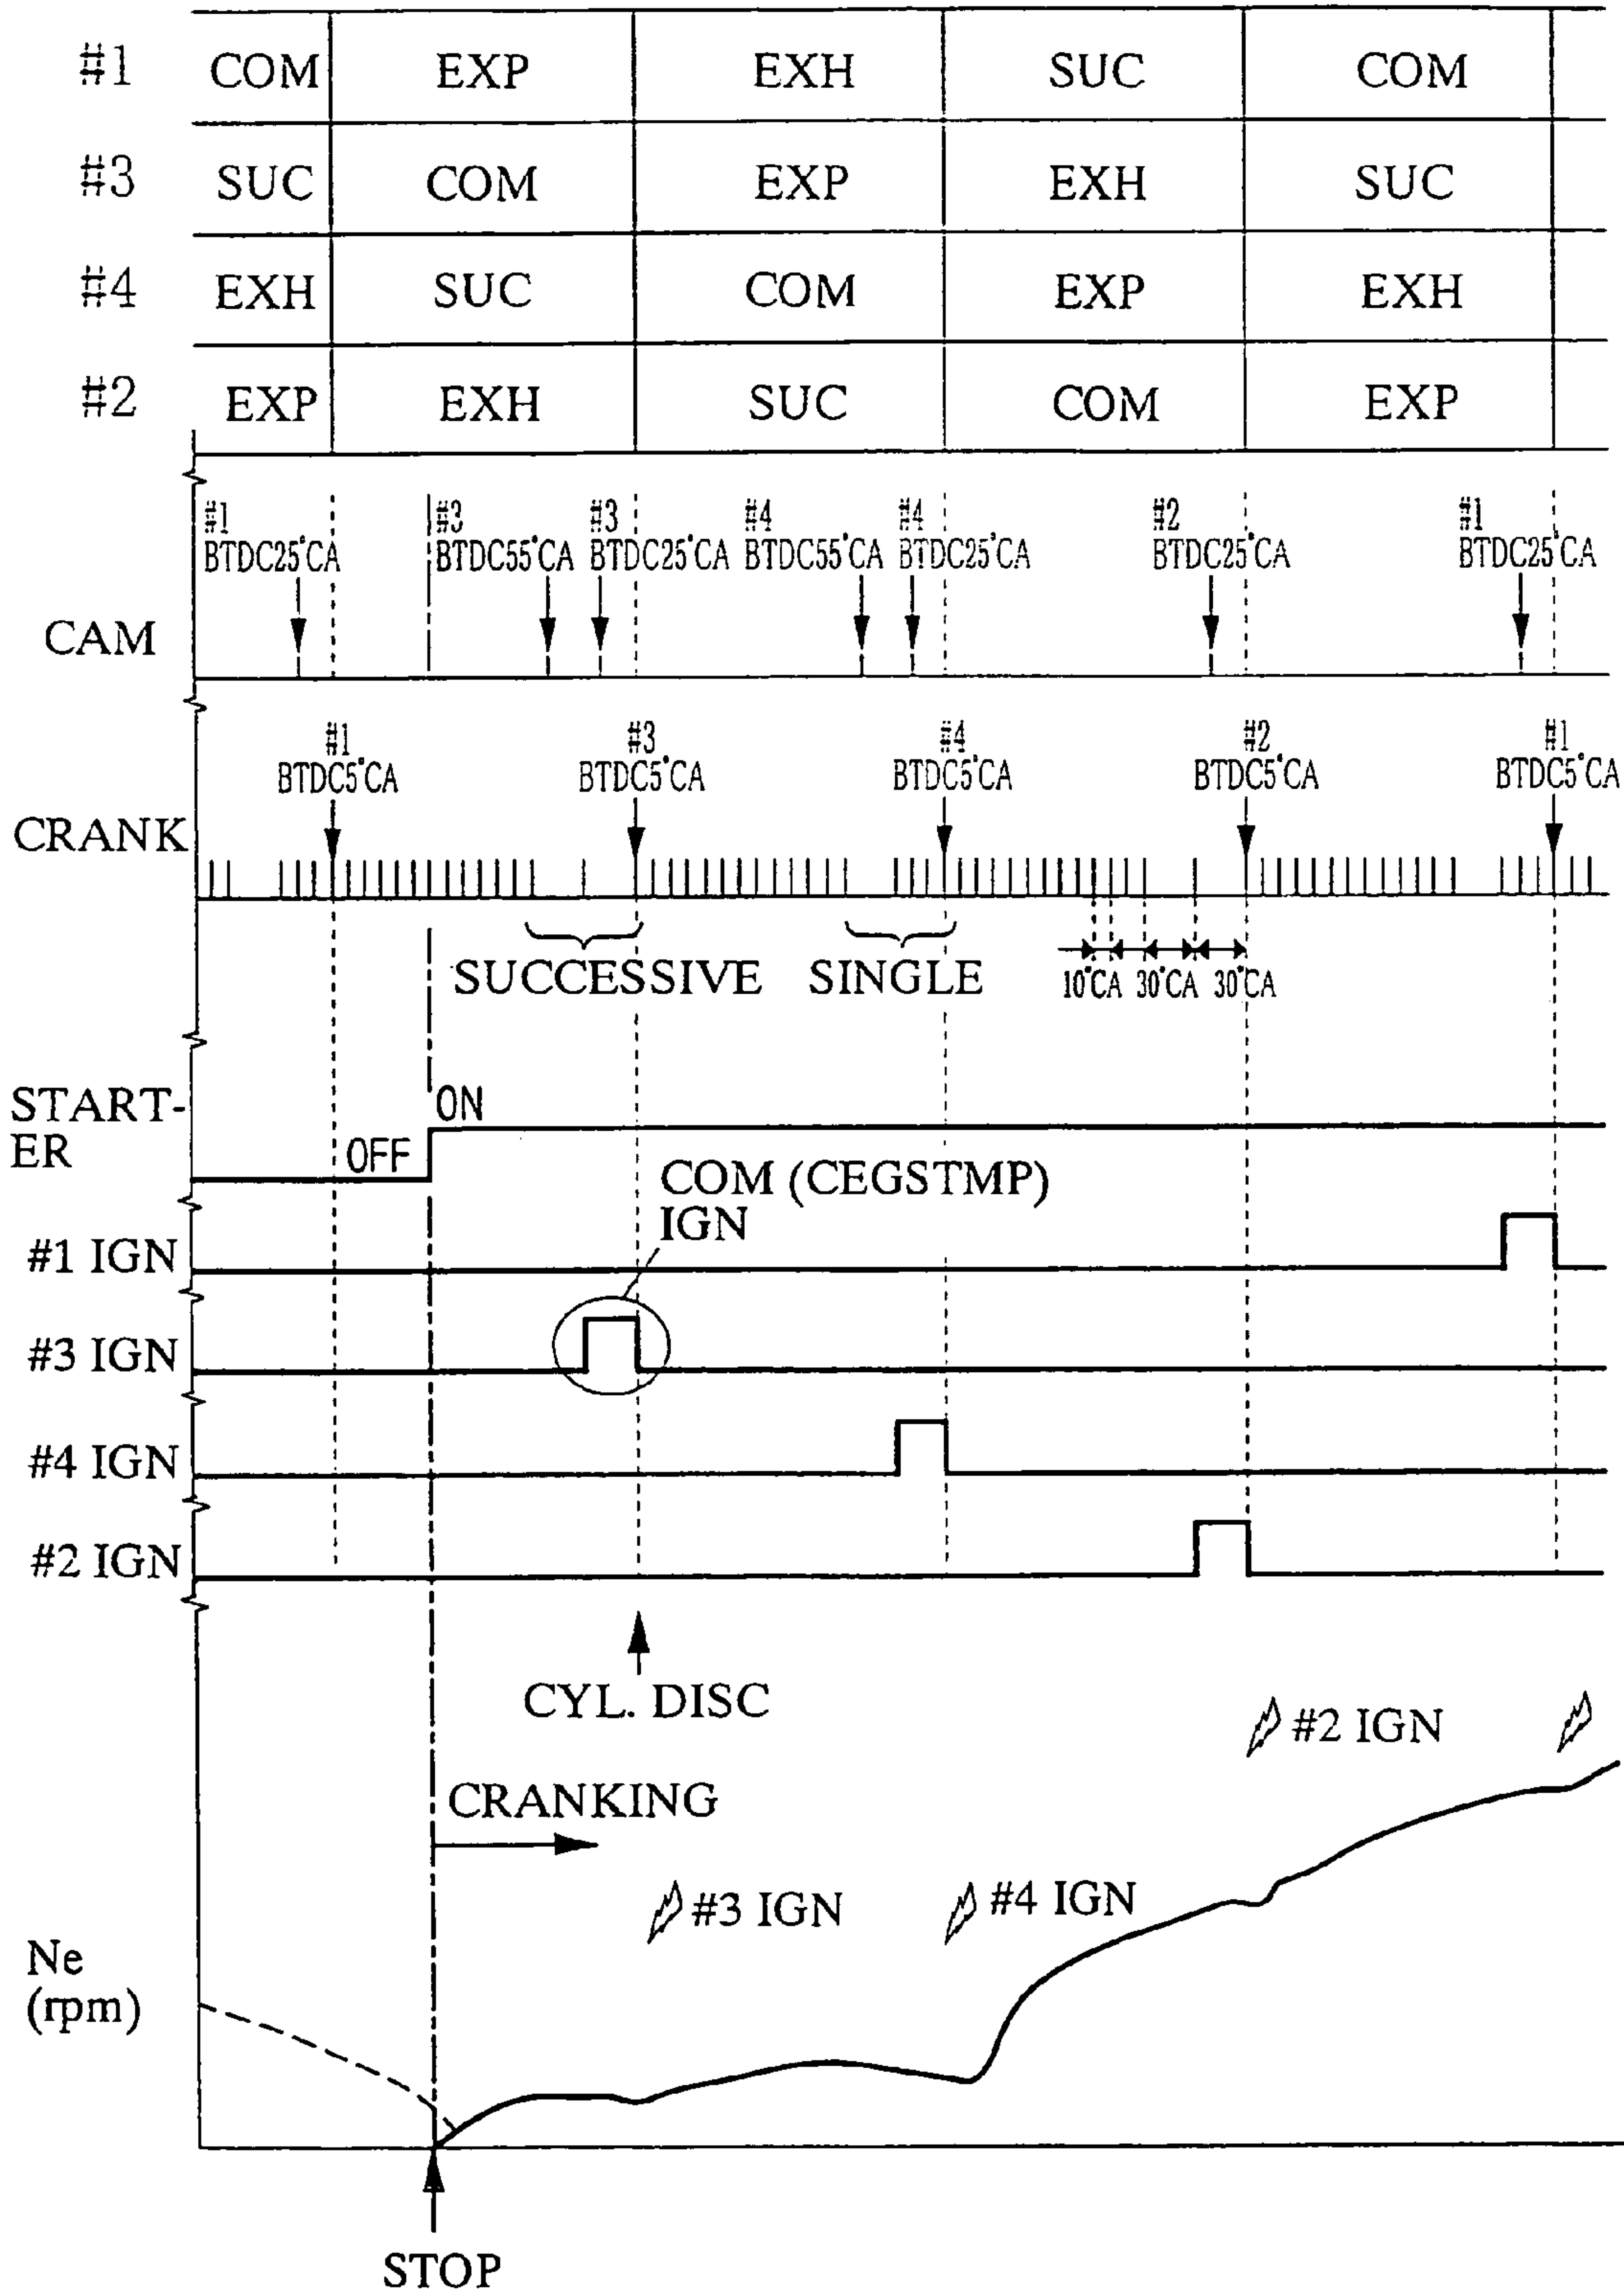 #1 COM EXP EXH SUC COM
#3 SUC COM EXP EXH SUC
#4 EXH SUC COM EXP EXH
#2 EXP EXH SUC COM EXP
#1 #3 #3 #4 #4 #2 #1
BTDC25°CA BTDC55°CA BTDC25°CA BTDC55°CA BTDC25°CA BTDC25°CA BTDC25°CA
CAM
#1 #3 #4 #2 #1
BTDC5°CA BTDC5°CA BTDC5°CA BTDC5°CA BTDC5°CA
CRANK
SUCCESSIVE SINGLE 10°CA 30°CA 30°CA
START-
ER
OFF
ON
COM (CEGSTMP)
IGN
#1 IGN
#3 IGN
#4 IGN
#2 IGN
CYL. DISC
#2 IGN
CRANKING
#3 IGN #4 IGN
Ne
(rpm)
STOP